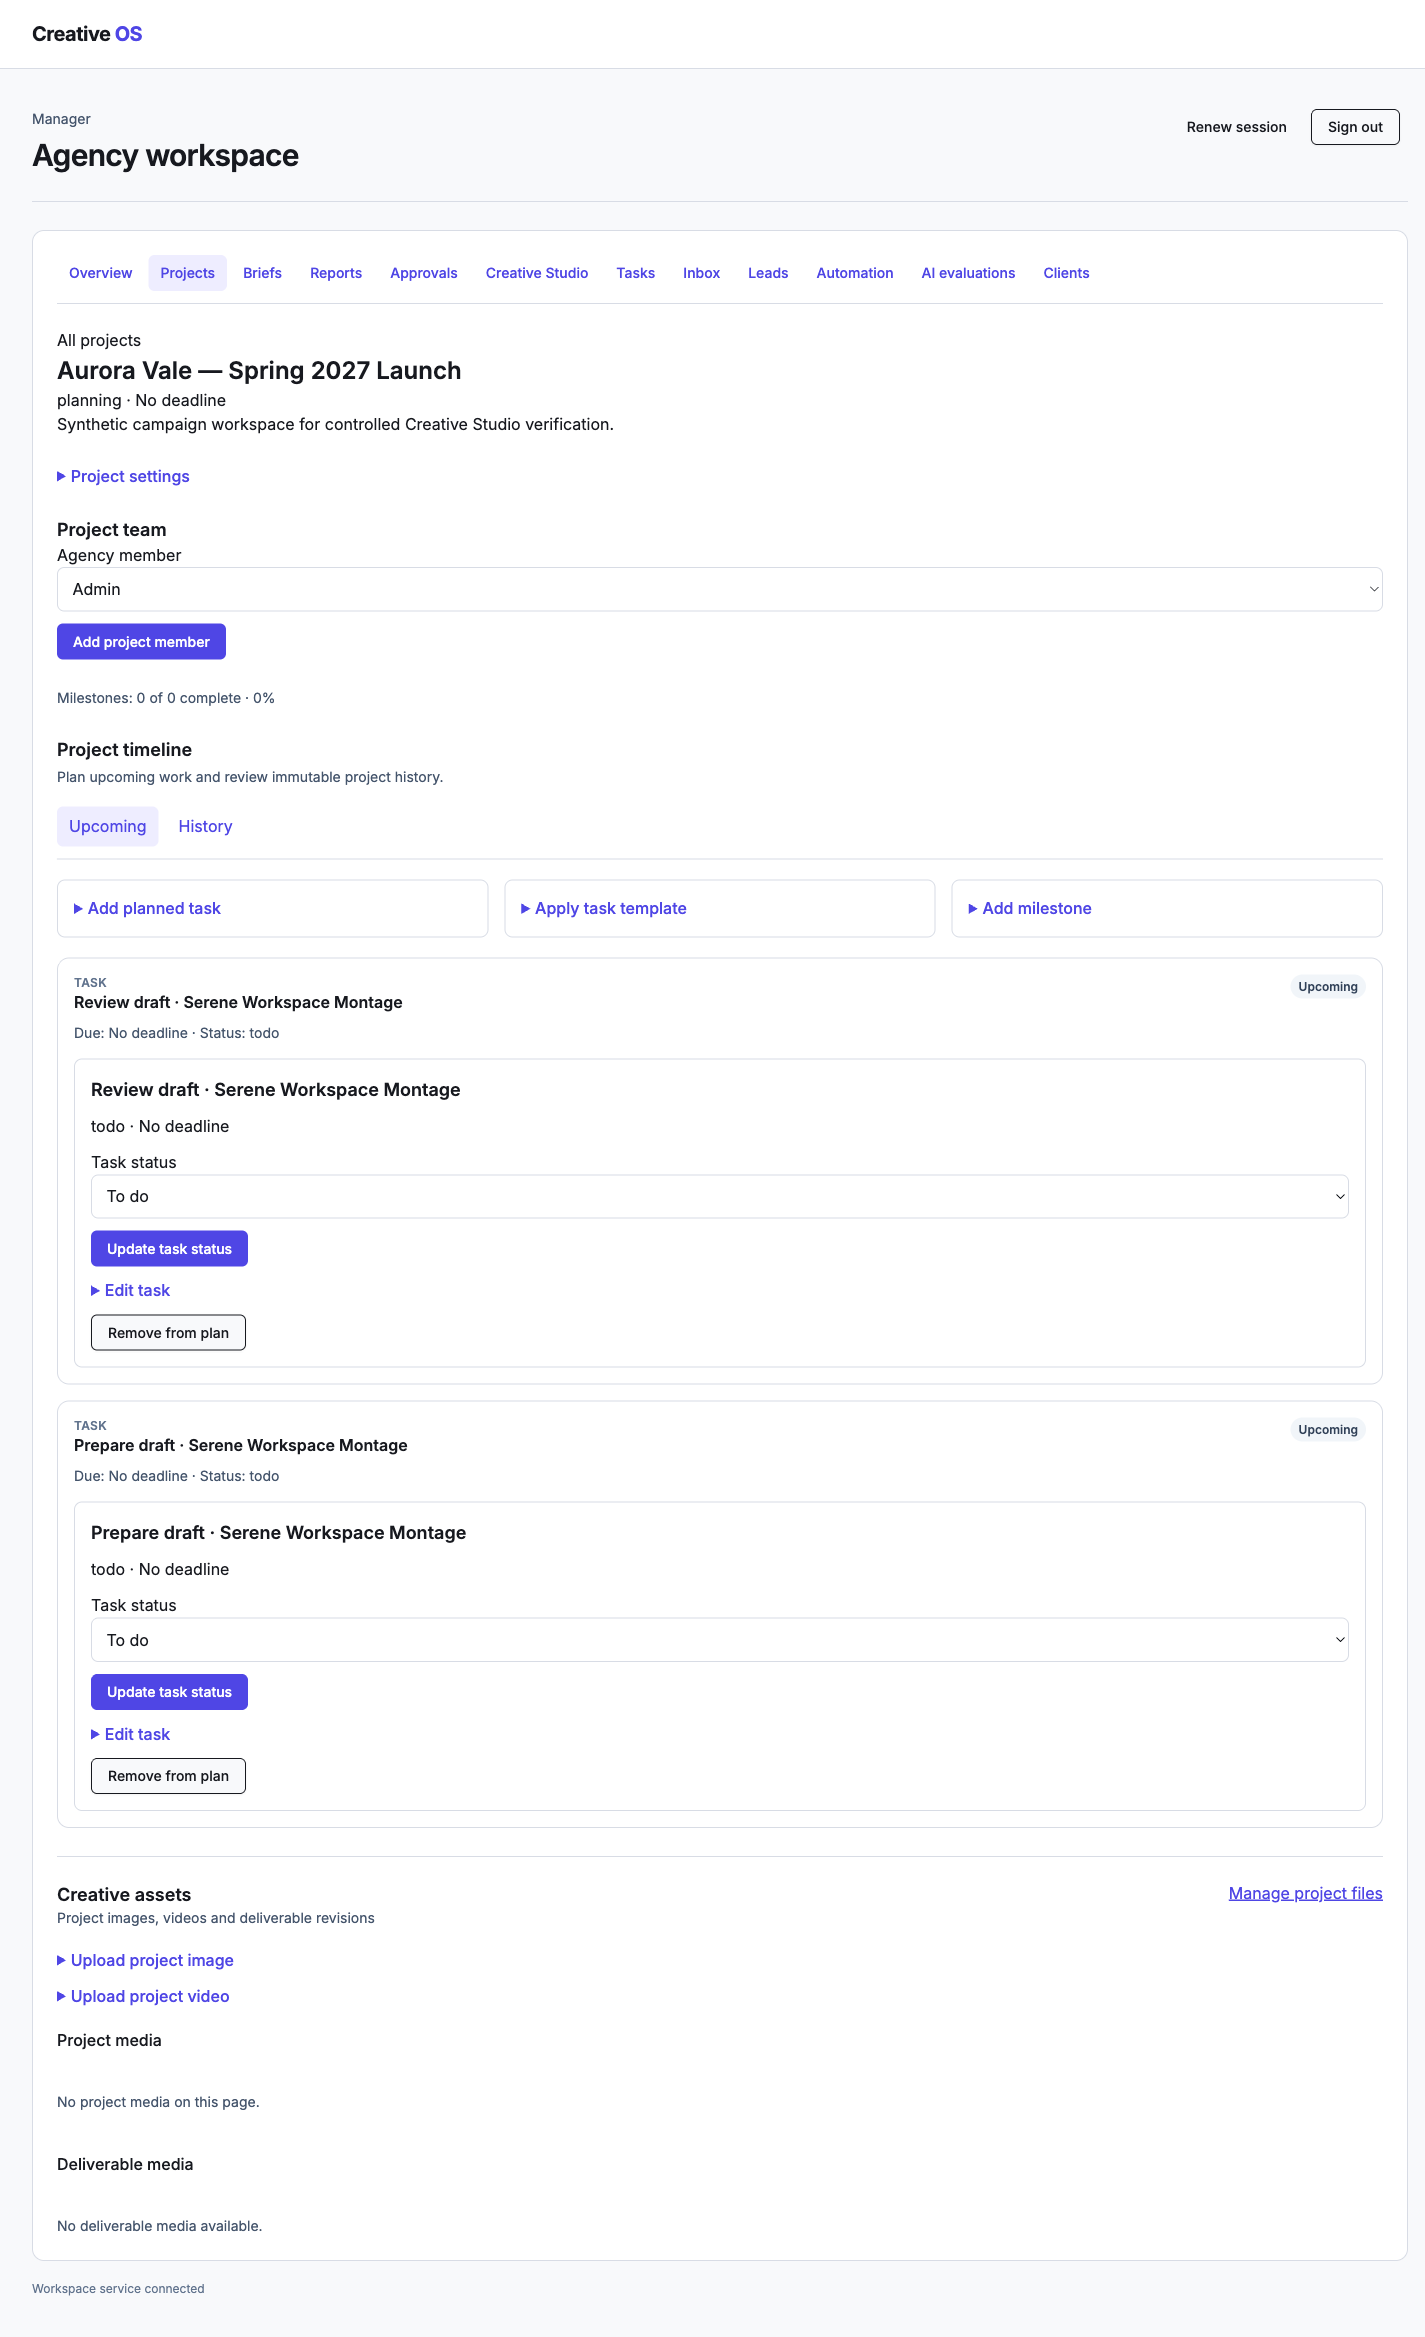 Creative OS
Manager
Agency workspace
Renew session
Sign out
Overview
Projects
Briefs
Reports
Approvals
Creative Studio
Tasks
Inbox
Leads
Automation
AI evaluations
Clients
All projects
Aurora Vale — Spring 2027 Launch
planning · No deadline
Synthetic campaign workspace for controlled Creative Studio verification.
Project settings
Project team
Agency member
Admin
Add project member
Milestones: 0 of 0 complete · 0%
Project timeline
Plan upcoming work and review immutable project history.
Upcoming
History
Add planned task
Apply task template
Add milestone
TASK
Upcoming
Review draft · Serene Workspace Montage
Due: No deadline · Status: todo
Review draft · Serene Workspace Montage
todo · No deadline
Task status
To do
Update task status
Edit task
Remove from plan
TASK
Upcoming
Prepare draft · Serene Workspace Montage
Due: No deadline · Status: todo
Prepare draft · Serene Workspace Montage
todo · No deadline
Task status
To do
Update task status
Edit task
Remove from plan
Creative assets
Manage project files
Project images, videos and deliverable revisions
Upload project image
Upload project video
Project media
No project media on this page.
Deliverable media
No deliverable media available.
Workspace service connected